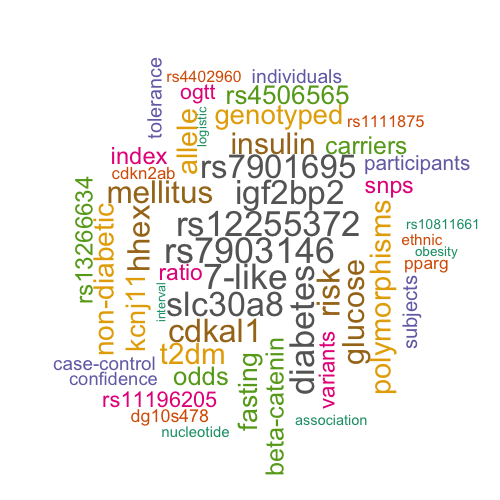 tolerance
rs4402960
individuals
ogtt
rs4506565
logistic
allele
genotyped
rs1111875
index
insulin
carriers
cdkn2ab
rs7901695
participants
mellitus
igf2bp2
snps
rs13266634
non-diabetic
hhex
rs12255372
polymorphisms
rs10811661
rs7903146
ethnic
obesity
kcnj11
ratio
7-like
risk
glucose
pparg
interval
slc30a8
diabetes
subjects
cdkal1
case-control
t2dm
variants
confidence
odds
fasting
beta-catenin
rs11196205
dg10s478
association
nucleotide